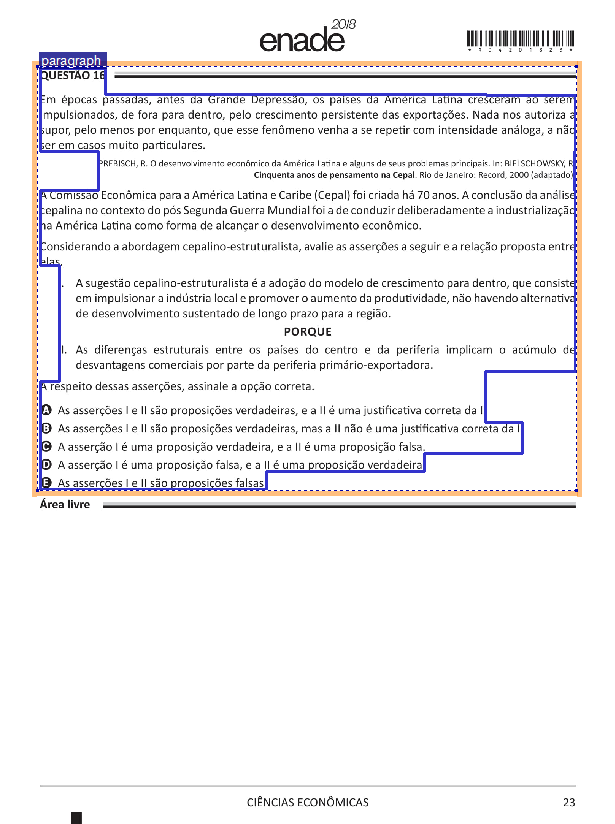 enade 2018
*R0420182323*
paragraph
QUESTÃO 16
Em épocas passadas, antes da Grande Depressão, os países da América Latina cresceram ao serem
impulsionados, de fora para dentro, pelo crescimento persistente das exportações. Nada nos autoriza a
supor, pelo menos por enquanto, que esse fenômeno venha a se repetir com intensidade análoga, a não
ser em casos muito particulares.
PREBISCH, R. O desenvolvimento econômico da América Latina e alguns de seus problemas principais. In: BIELSCHOWSKY, R.
Cinquenta anos de pensamento na Cepal. Rio de Janeiro: Record, 2000 (adaptado).
A Comissão Econômica para a América Latina e Caribe (Cepal) foi criada há 70 anos. A conclusão da análise
cepalina no contexto do pós Segunda Guerra Mundial foi a de conduzir deliberadamente a industrialização
na América Latina como forma de alcançar o desenvolvimento econômico.
Considerando a abordagem cepalino-estruturalista, avalie as asserções a seguir e a relação proposta entre
elas.
I. A sugestão cepalino-estruturalista é a adoção do modelo de crescimento para dentro, que consiste
em impulsionar a indústria local e promover o aumento da produtividade, não havendo alternativa
de desenvolvimento sustentado de longo prazo para a região.
PORQUE
II. As diferenças estruturais entre os países do centro e da periferia implicam o acúmulo de
desvantagens comerciais por parte da periferia primário-exportadora.
A respeito dessas asserções, assinale a opção correta.
A As asserções I e II são proposições verdadeiras, e a II é uma justificativa correta da I.
B As asserções I e II são proposições verdadeiras, mas a II não é uma justificativa correta da I.
C A asserção I é uma proposição verdadeira, e a II é uma proposição falsa.
D A asserção I é uma proposição falsa, e a II é uma proposição verdadeira.
E As asserções I e II são proposições falsas.
Área livre
CIÊNCIAS ECONÔMICAS
23